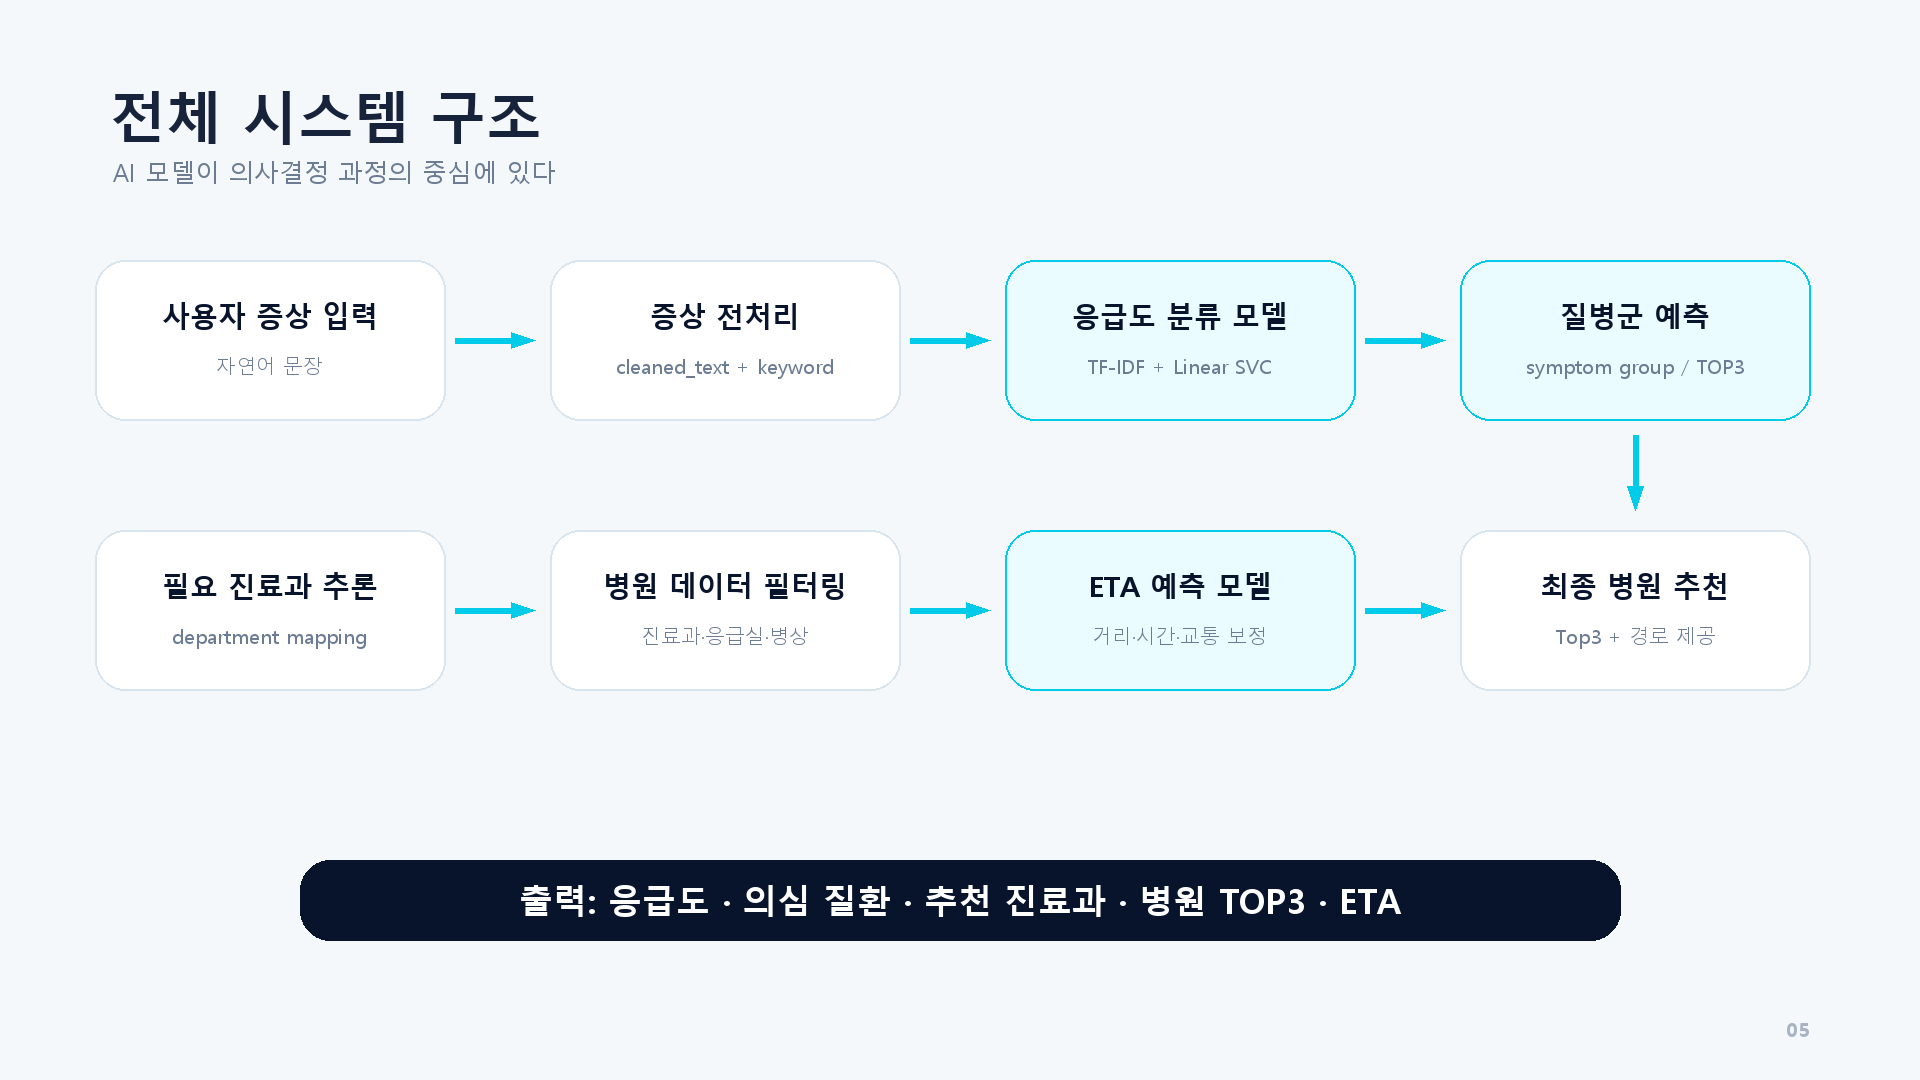 전체 시스템 구조
AI 모델이 의사결정 과정의 중심에 있다
사용자 증상 입력
자연어 문장
증상 전처리
cleaned_text + keyword
응급도 분류 모델
TF-IDF + Linear SVC
질병군 예측
symptom group / TOP3
필요 진료과 추론
department mapping
병원 데이터 필터링
진료과·응급실·병상
ETA 예측 모델
거리·시간·교통 보정
최종 병원 추천
Top3 + 경로 제공
출력: 응급도 · 의심 질환 · 추천 진료과 · 병원 TOP3 · ETA
05